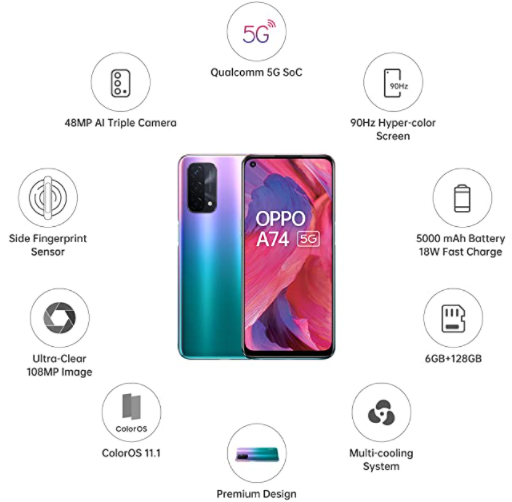 5G
Qualcomm 5G SoC
48MP AI Triple Camera
90Hz
90Hz Hyper-color
Screen
OPPO
A74 5G
Side Fingerprint
Sensor
5000 mAh Battery
18W Fast Charge
Ultra-Clear
108MP Image
6GB+128GB
ColorOS
ColorOS 11.1
Multi-cooling
System
Premium Design